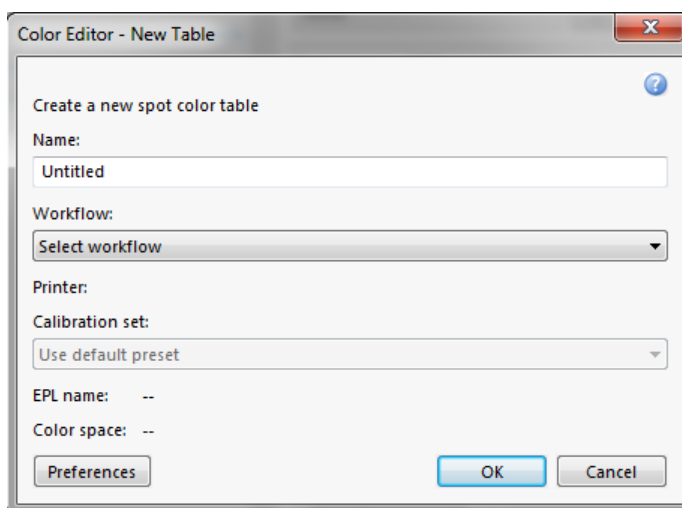 Color Editor - New Table
Create a new spot color table
Name:
Untitled
Workflow:
Select workflow
Printer:
Calibration set:
Use default preset
EPL name: --
Color space: --
Preferences OK Cancel